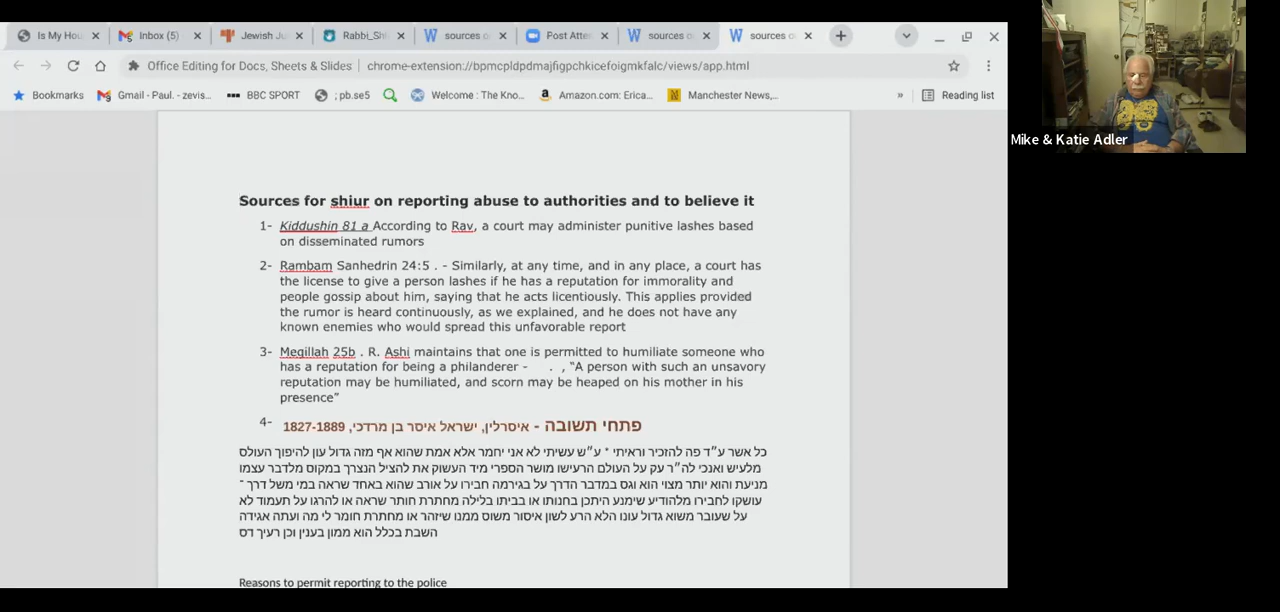 Is My Hou
Inbox (5)
Jewish Ju
Rabbi_Shi
sources o
Post Atten
sources o
sources o
Office Editing for Docs, Sheets & Slides | chrome-extension://bpmcpldpdmajfigpchkicefoigmkfalc/views/app.html
Bookmarks
Gmail - Paul. - zevis...
BBC SPORT
; pb.se5
Welcome : The Kno...
Amazon.com: Erica...
Manchester News,...
»
Reading list
Mike & Katie Adler
Sources for shiur on reporting abuse to authorities and to believe it
1- Kiddushin 81 a According to Rav, a court may administer punitive lashes based
on disseminated rumors
2- Rambam Sanhedrin 24:5 . - Similarly, at any time, and in any place, a court has
the license to give a person lashes if he has a reputation for immorality and
people gossip about him, saying that he acts licentiously. This applies provided
the rumor is heard continuously, as we explained, and he does not have any
known enemies who would spread this unfavorable report
3- Megillah 25b . R. Ashi maintains that one is permitted to humiliate someone who
has a reputation for being a philanderer - . , “A person with such an unsavory
reputation may be humiliated, and scorn may be heaped on his mother in his
presence”
4- פתחי תשובה - איסרלין, ישראל איסר בן מרדכי, 1827-1889
כל אשר ע״ד פה להזכיר וראיתי * ע״ש עשיתי לא אני יחמר אלא אמת שהוא אף מזה גדול עון להיפוך העולם
מלעיש ואנכי לה״ר עק על העולם הרעישו מושר הספרי מיד העשוק את להציל הנצרך במקום מלדבר עצמו
מניעת והוא יותר מצוי הוא וגס במדבר הדרך על בגירמה חבירו על אורב שהוא באחד שראה במי משל דרך -
עושקו לחבירו מלהודיע שימנע היתכן בחנותו או בביתו בלילה מחתרת חותר שראה או להרגו על תעמוד לא
על שעובר משוא גדול עונו הלא הרע לשון איסור משוס ממנו שיזהר או מחתרת חומר לי מה ועתה אגידה
השבת בכלל הוא ממון בענין וכן רעיך דס
Reasons to permit reporting to the police